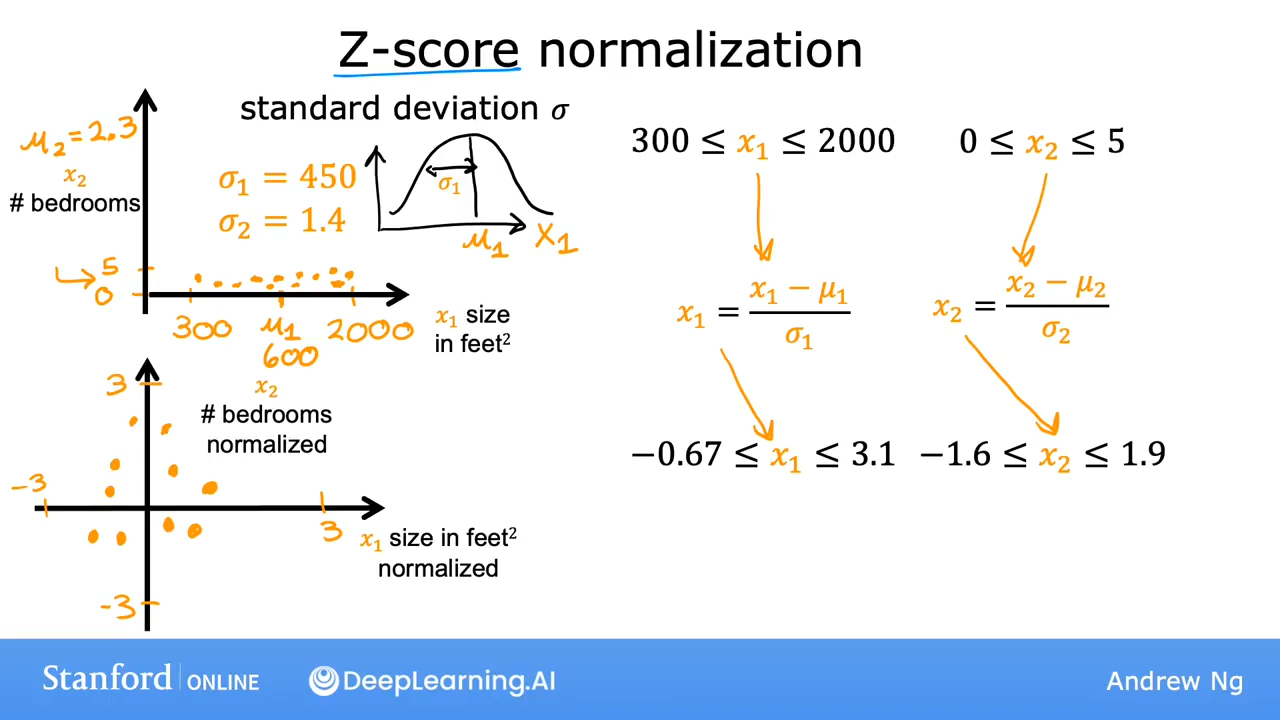 Z-score normalization
standard deviation σ
μ₂ = 2.3
x₂
# bedrooms
σ₁ = 450
σ₂ = 1.4
σ₁
μ₁
X₁
5
0
300
μ₁
600
2000
x₁ size
in feet²
300 ≤ x₁ ≤ 2000
0 ≤ x₂ ≤ 5
x₁ = (x₁ − μ₁) / σ₁
x₂ = (x₂ − μ₂) / σ₂
−0.67 ≤ x₁ ≤ 3.1
−1.6 ≤ x₂ ≤ 1.9
3
x₂
# bedrooms
normalized
-3
3
x₁ size in feet²
normalized
-3
Stanford ONLINE
DeepLearning.AI
Andrew Ng